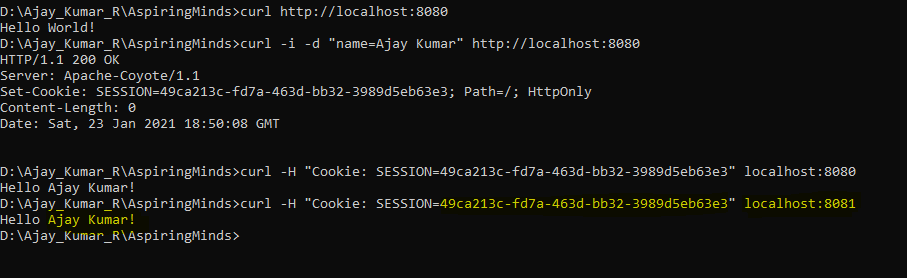 D:\Ajay_Kumar_R\AspiringMinds>curl http://localhost:8080
Hello World!
D:\Ajay_Kumar_R\AspiringMinds>curl -i -d "name=Ajay Kumar" http://localhost:8080
HTTP/1.1 200 OK
Server: Apache-Coyote/1.1
Set-Cookie: SESSION=49ca213c-fd7a-463d-bb32-3989d5eb63e3; Path=/; HttpOnly
Content-Length: 0
Date: Sat, 23 Jan 2021 18:50:08 GMT
D:\Ajay_Kumar_R\AspiringMinds>curl -H "Cookie: SESSION=49ca213c-fd7a-463d-bb32-3989d5eb63e3" localhost:8080
Hello Ajay Kumar!
D:\Ajay_Kumar_R\AspiringMinds>curl -H "Cookie: SESSION=49ca213c-fd7a-463d-bb32-3989d5eb63e3" localhost:8081
Hello Ajay Kumar!
D:\Ajay_Kumar_R\AspiringMinds>